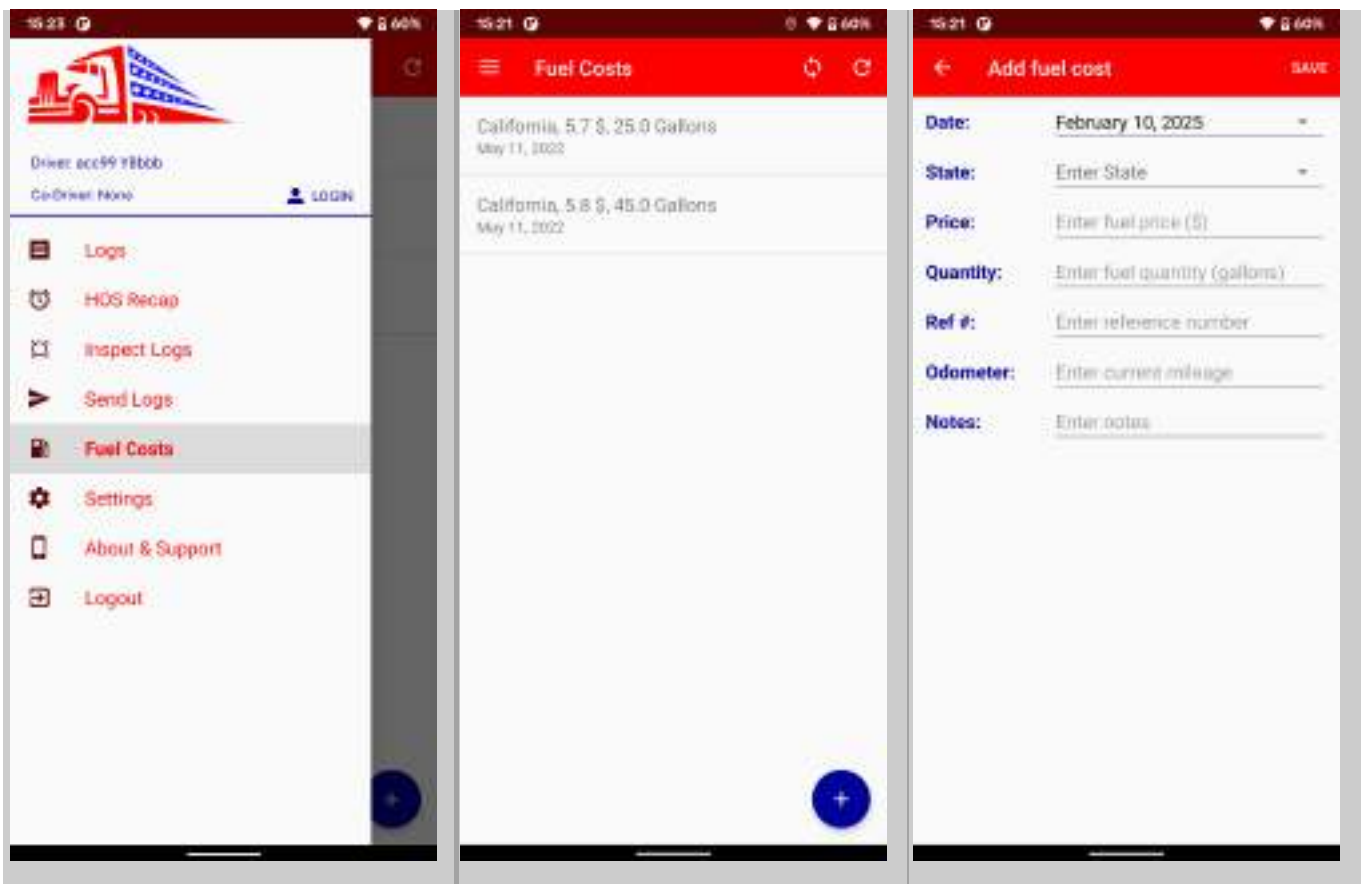 15:23
60%
Driver: acc99 YBbbb
Co-Driver: None
LOGIN
Logs
HOS Recap
Inspect Logs
Send Logs
Fuel Costs
Settings
About & Support
Logout
15:21
60%
Fuel Costs
California, 5.7 $, 25.0 Gallons
May 11, 2022
California, 5.8 $, 45.0 Gallons
May 11, 2022
15:21
60%
Add fuel cost
SAVE
Date: February 10, 2025
State: Enter State
Price: Enter fuel price ($)
Quantity: Enter fuel quantity (gallons)
Ref #: Enter reference number
Odometer: Enter current mileage
Notes: Enter notes